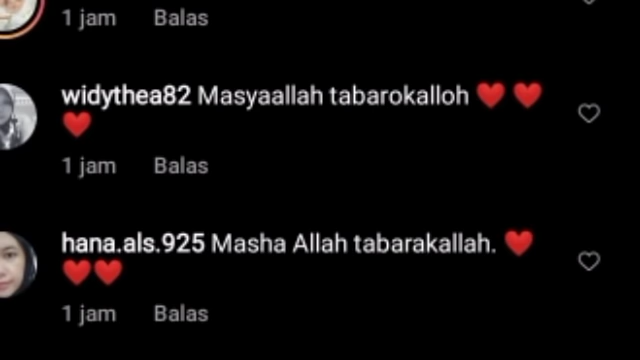 1 jam Balas
widythea82 Masyaallah tabarokalloh ❤️ ❤️
❤️
1 jam Balas
hana.als.925 Masha Allah tabarakallah. ❤️
❤️❤️
1 jam Balas